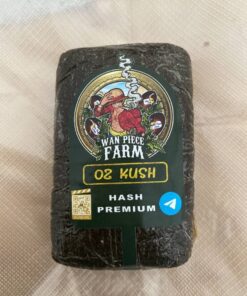 WAN PIECE
FARM
OZ KUSH
HASH
PREMIUM